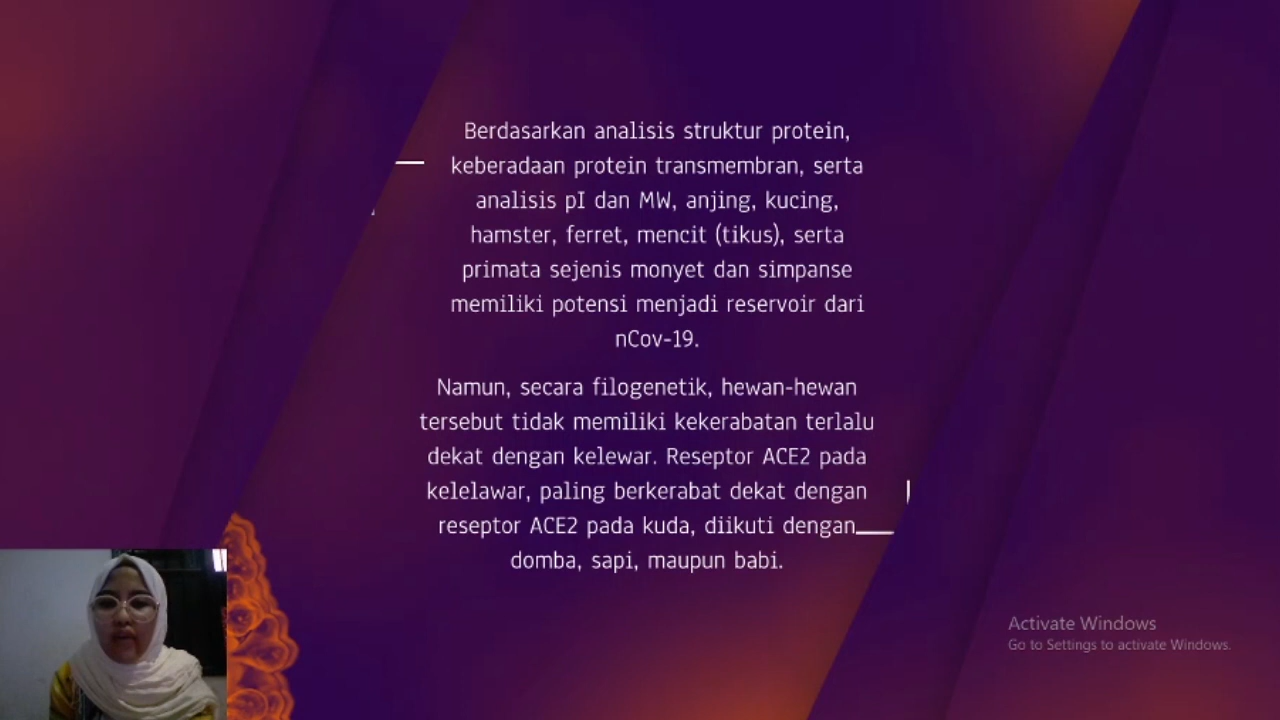 Berdasarkan analisis struktur protein,
keberadaan protein transmembran, serta
analisis pI dan MW, anjing, kucing,
hamster, ferret, mencit (tikus), serta
primata sejenis monyet dan simpanse
memiliki potensi menjadi reservoir dari
nCov-19.
Namun, secara filogenetik, hewan-hewan
tersebut tidak memiliki kekerabatan terlalu
dekat dengan kelewar. Reseptor ACE2 pada
kelelawar, paling berkerabat dekat dengan
reseptor ACE2 pada kuda, diikuti dengan
domba, sapi, maupun babi.
Activate Windows
Go to Settings to activate Windows.